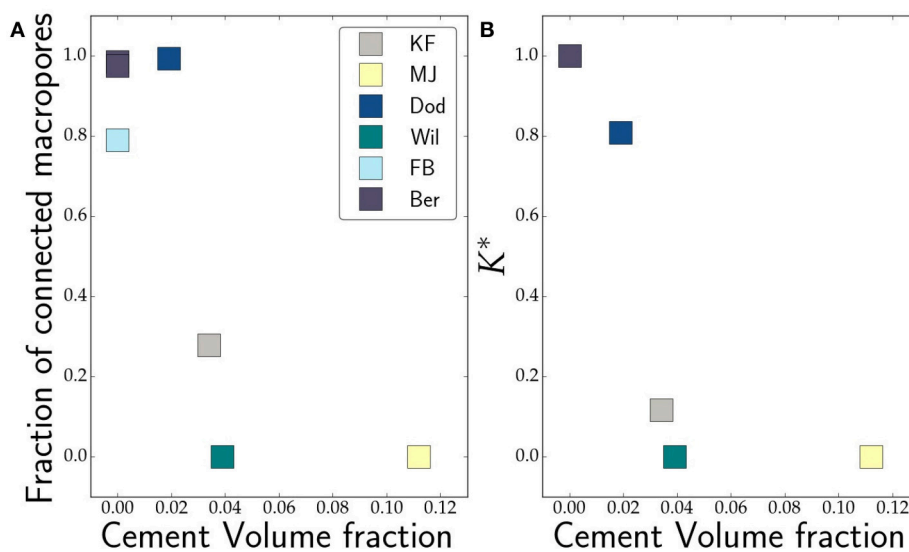 A
Fraction of connected macropores
1.0
0.8
0.6
0.4
0.2
0.0
0.00 0.02 0.04 0.06 0.08 0.10 0.12
Cement Volume fraction
KF
MJ
Dod
Wil
FB
Ber
B
K*
1.0
0.8
0.6
0.4
0.2
0.0
0.00 0.02 0.04 0.06 0.08 0.10 0.12
Cement Volume fraction